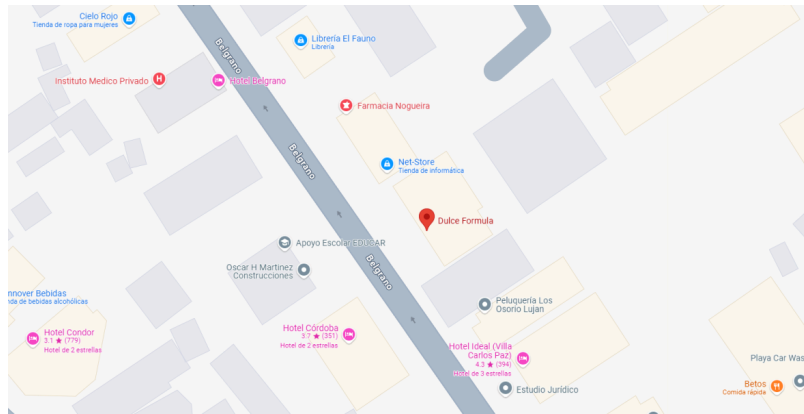 Cielo Rojo
Tienda de ropa para mujeres
Librería El Fauno
Librería
Belgrano
Instituto Medico Privado
Hotel Belgrano
Farmacia Nogueira
Belgrano
Net-Store
Tienda de informática
Dulce Formula
Apoyo Escolar EDUCAR
Oscar H Martinez
Construcciones
Belgrano
nnover Bebidas
nda de bebidas alcohólicas
Peluquería Los
Osorio Lujan
Hotel Condor
3.1 ★ (779)
Hotel de 2 estrellas
Hotel Córdoba
3.7 ★ (351)
Hotel de 2 estrellas
Hotel Ideal (Villa
Carlos Paz)
4.3 ★ (394)
Hotel de 3 estrellas
Estudio Jurídico
Playa Car Was
Betos
Comida rápida